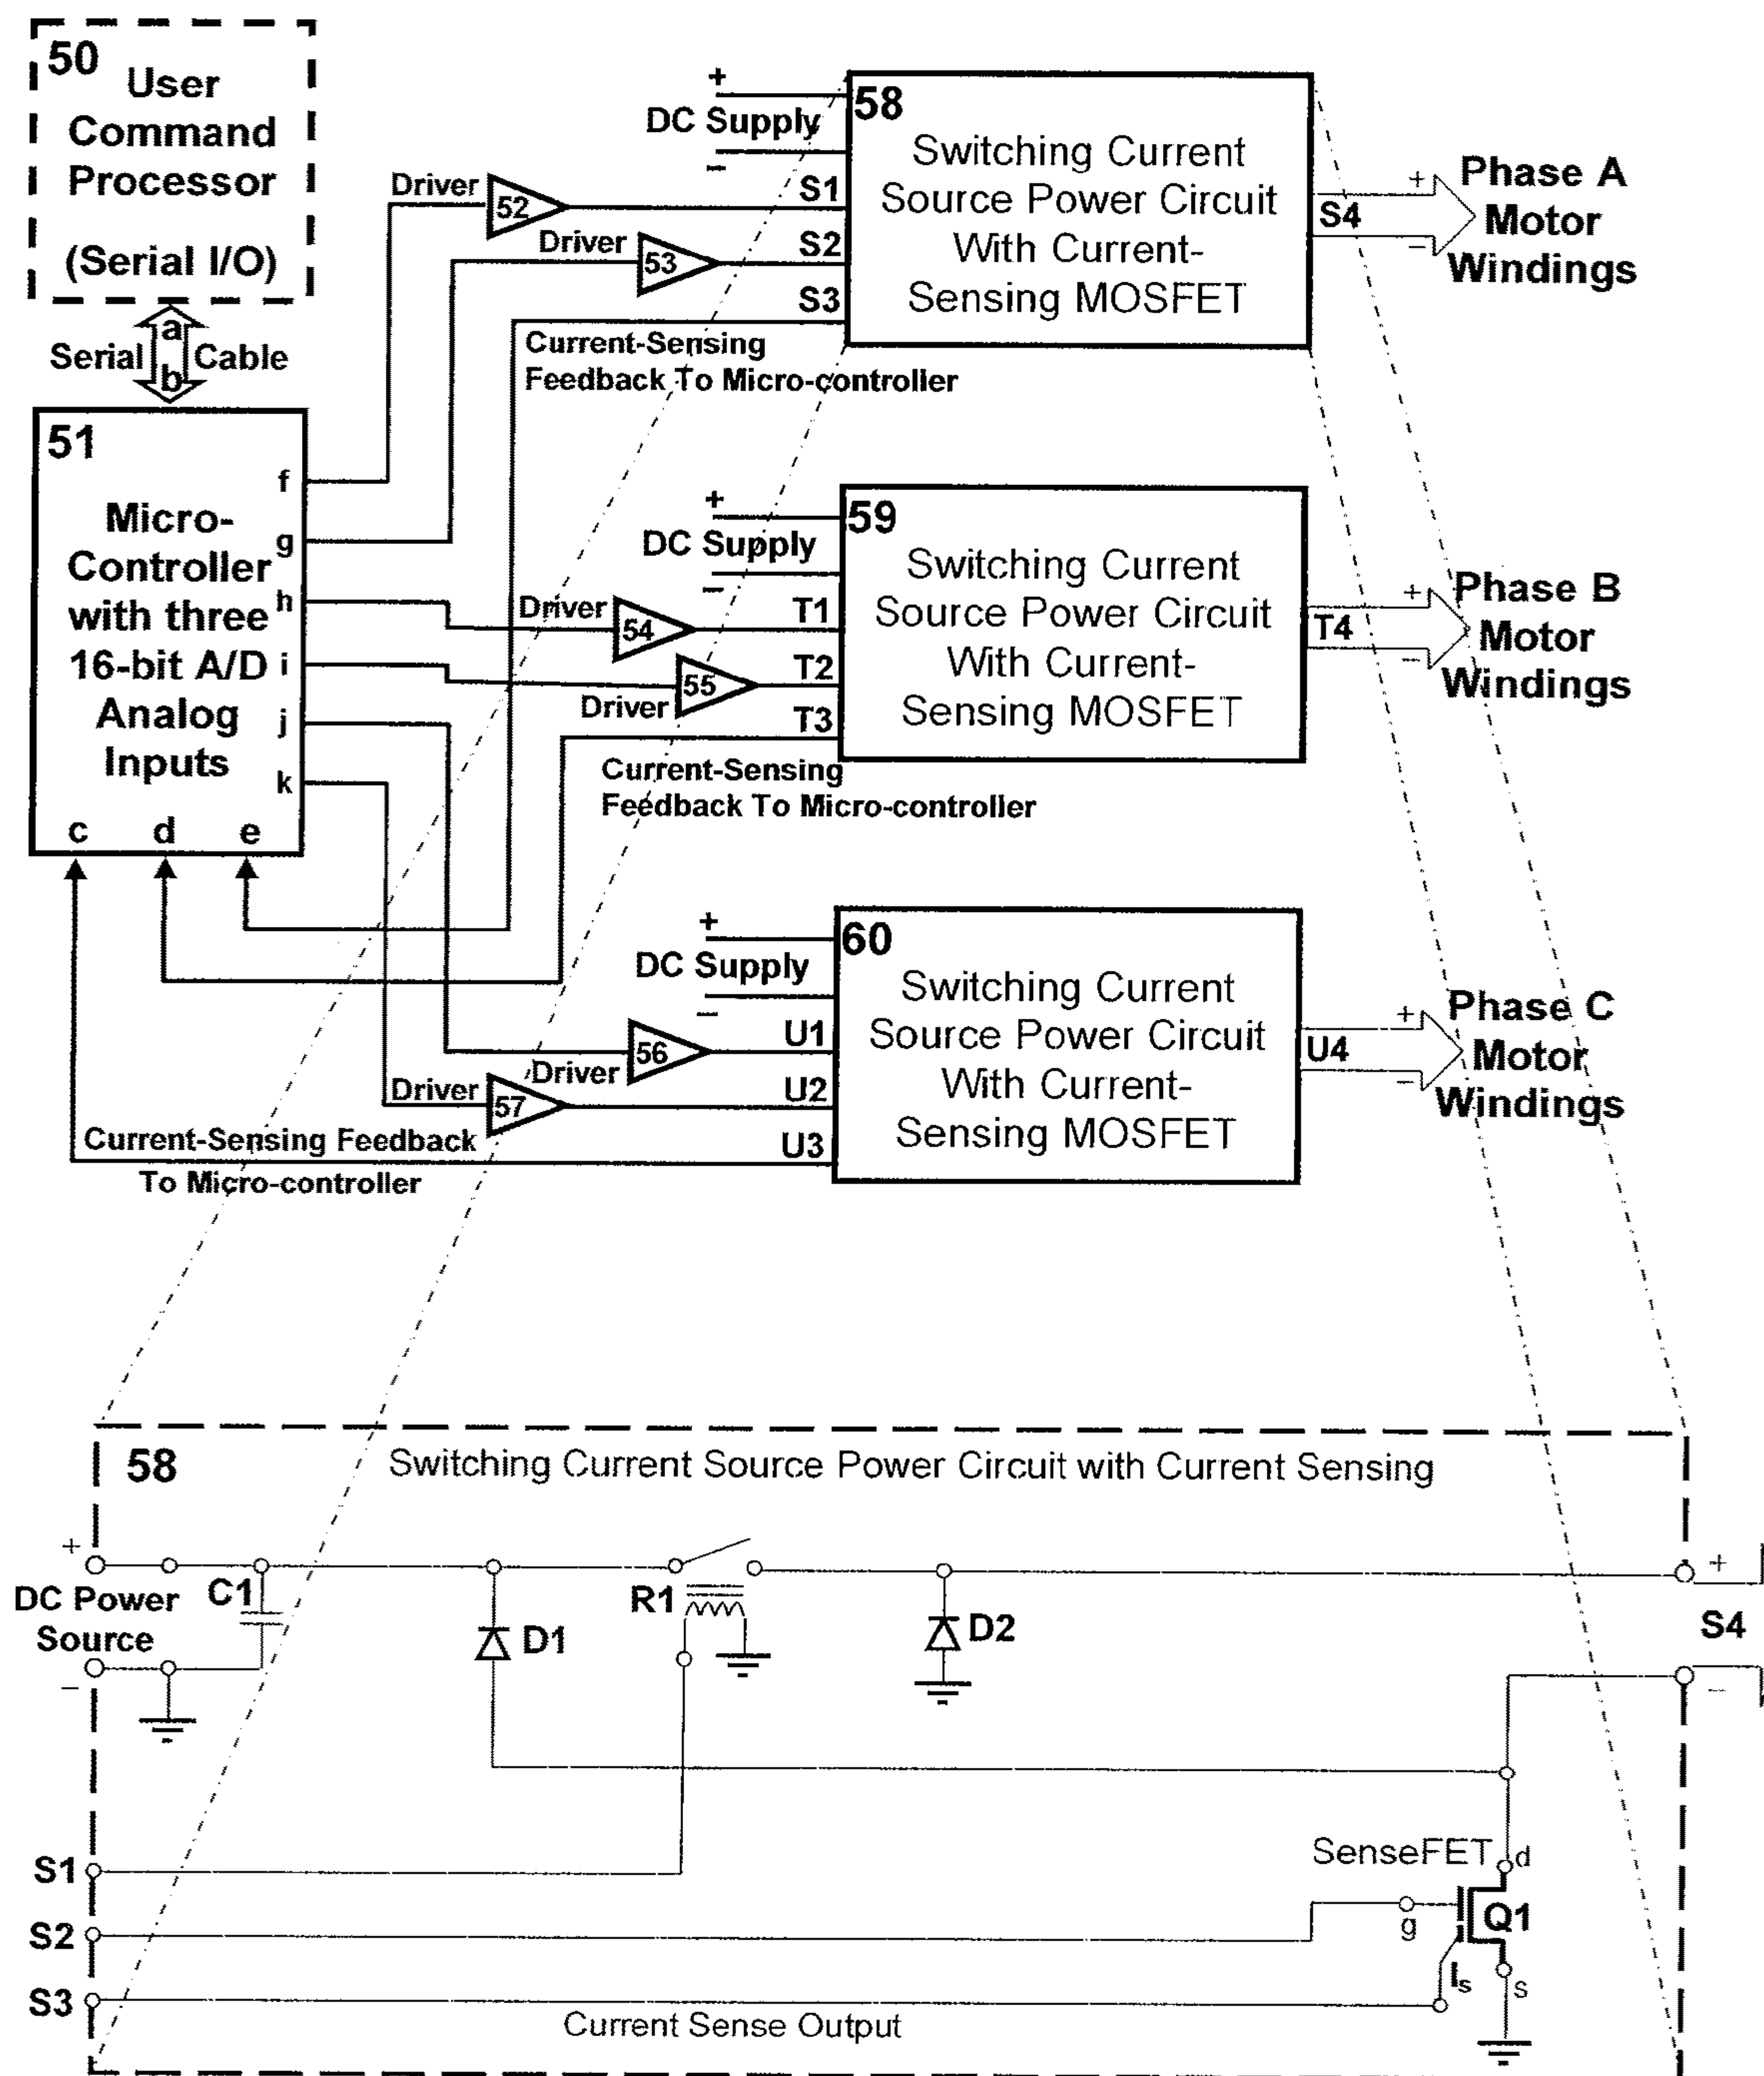 50
User
Command
Processor
(Serial I/O)
a
Serial
Cable
b
51
Micro-
Controller
with three
16-bit A/D
Analog
Inputs
f
g
h
i
j
k
c
d
e
+
DC Supply
−
Driver
52
S1
Driver
53
S2
S3
Current-Sensing
Feedback To Micro-controller
58
Switching Current
Source Power Circuit
With Current-
Sensing MOSFET
+
S4
−
Phase A
Motor
Windings
+
DC Supply
−
Driver
54
T1
55
T2
Driver
T3
Current-Sensing
Feedback To Micro-controller
59
Switching Current
Source Power Circuit
With Current-
Sensing MOSFET
+
T4
−
Phase B
Motor
Windings
+
DC Supply
−
56
U1
Driver
Driver
57
U2
Current-Sensing Feedback
U3
To Micro-controller
60
Switching Current
Source Power Circuit
With Current-
Sensing MOSFET
+
U4
−
Phase C
Motor
Windings
58
Switching Current Source Power Circuit with Current Sensing
+
DC Power
Source
−
C1
D1
R1
D2
+
S4
−
S1
SenseFET
d
S2
g
Q1
Is
s
S3
Current Sense Output